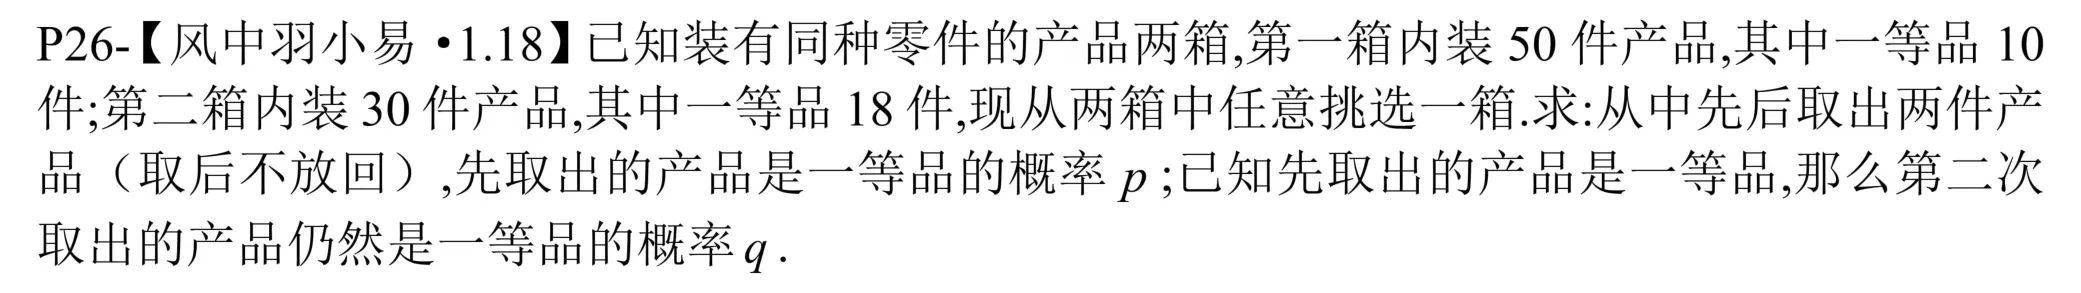 P26-【风中羽小易 •1.18】已知装有同种零件的产品两箱,第一箱内装 50 件产品,其中一等品 10
件;第二箱内装 30 件产品,其中一等品 18 件,现从两箱中任意挑选一箱.求:从中先后取出两件产
品（取后不放回）,先取出的产品是一等品的概率 p ;已知先取出的产品是一等品,那么第二次
取出的产品仍然是一等品的概率 q .